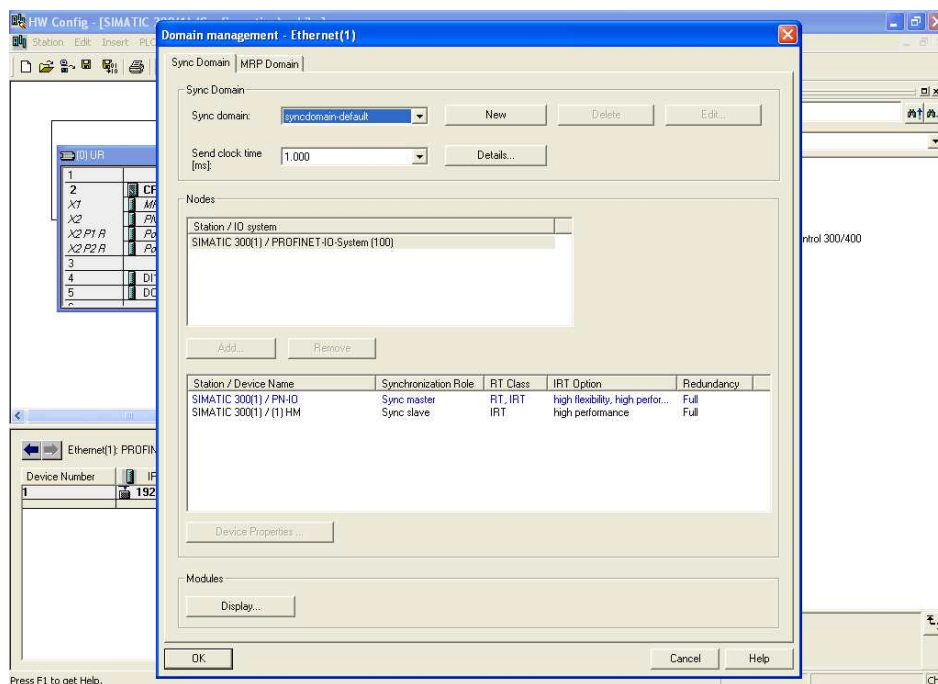 HW Config - [SIMATIC 300(1)
Domain management - Ethernet(1)
Station Edit Insert PLC
Sync Domain
MRP Domain
Sync Domain
Sync domain:
syncdomain-default
New
Delete
Edit...
Send clock time
[ms]:
1.000
Details...
(0) UR
1
2 CP
X1
X2
X2 P1 R Po
X2 P2 R Po
3
4 DI
5 DO
Nodes
Station / IO system
SIMATIC 300(1) / PROFINET-IO-System (100)
Add...
Remove
Station / Device Name Synchronization Role RT Class IRT Option Redundancy
SIMATIC 300(1) / PN-IO Sync master RT, IRT high flexibility, high perfor... Full
SIMATIC 300(1) / (1) HM Sync slave IRT high performance Full
Device Properties ...
Modules
Display...
OK
Cancel
Help
ntrol 300/400
Ethernet(1): PROFIN
Device Number
1 192
Press F1 to get Help.